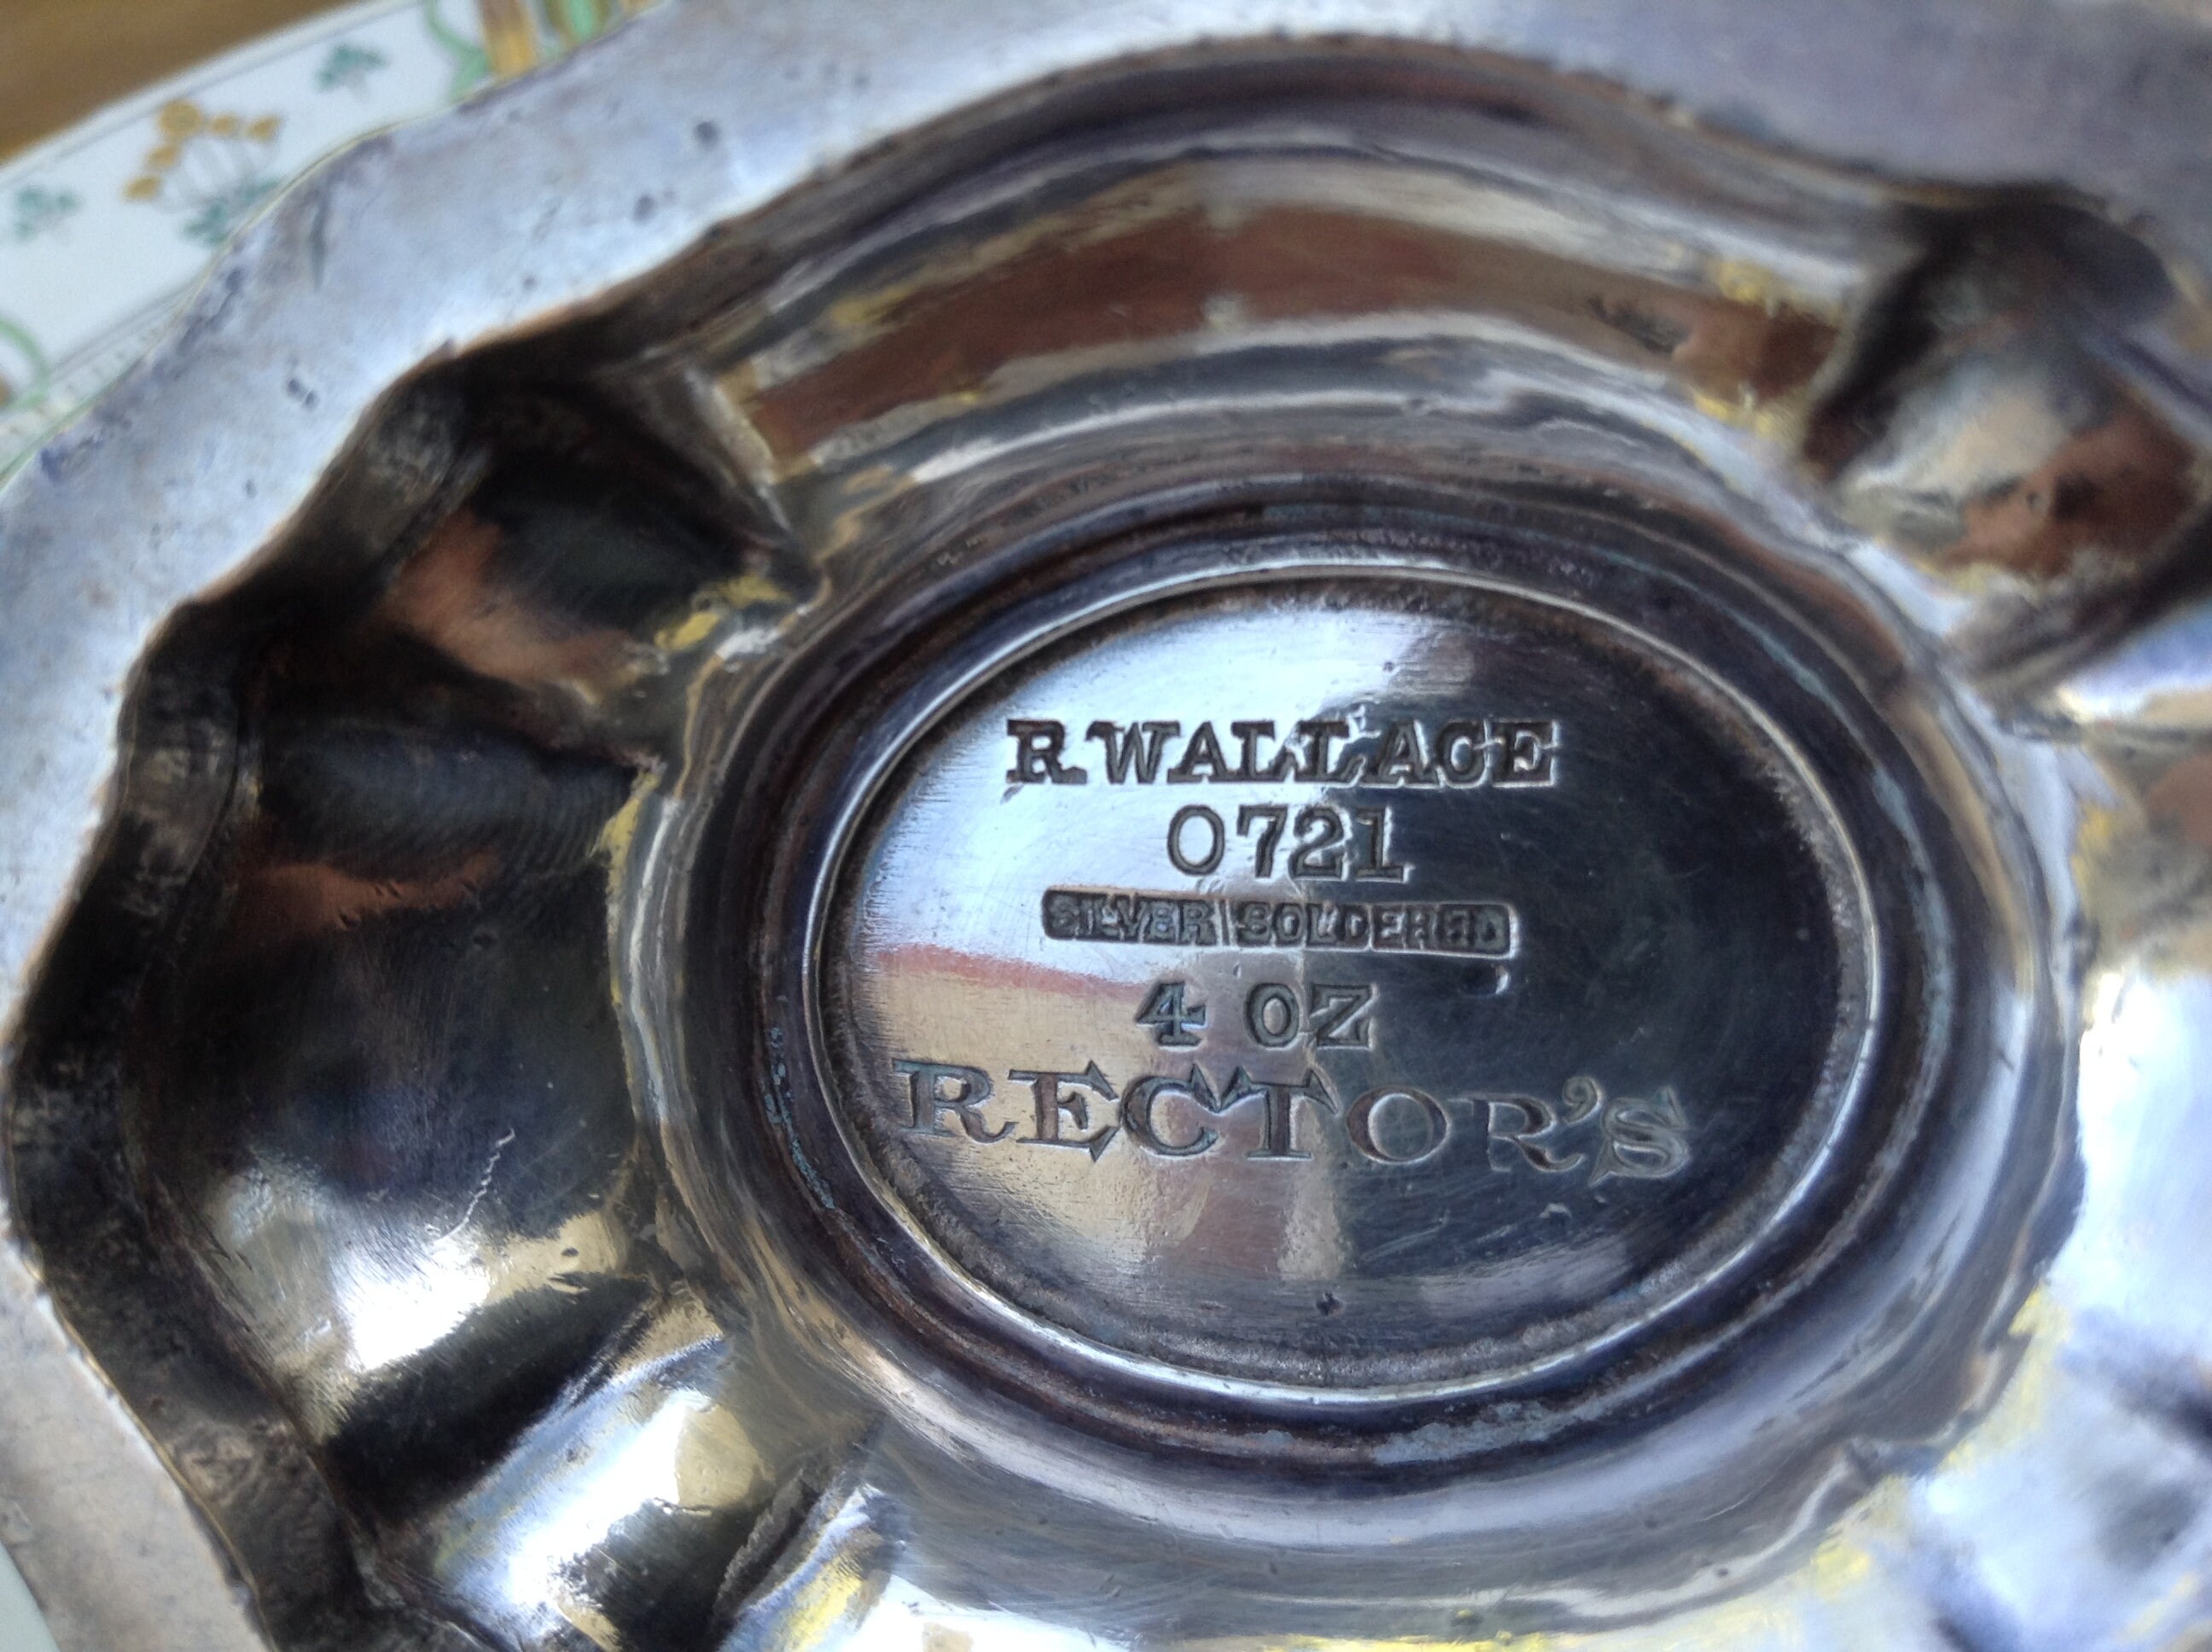 R. WALLACE
0721
SILVER SOLDERED
4 OZ
RECTOR'S